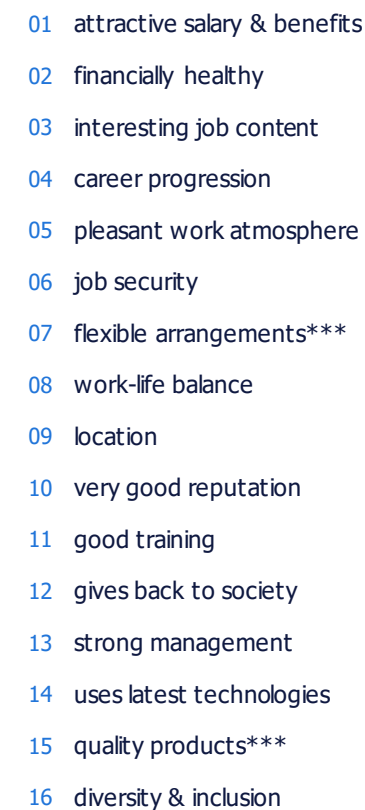 01 attractive salary & benefits
02 financially healthy
03 interesting job content
04 career progression
05 pleasant work atmosphere
06 job security
07 flexible arrangements***
08 work-life balance
09 location
10 very good reputation
11 good training
12 gives back to society
13 strong management
14 uses latest technologies
15 quality products***
16 diversity & inclusion